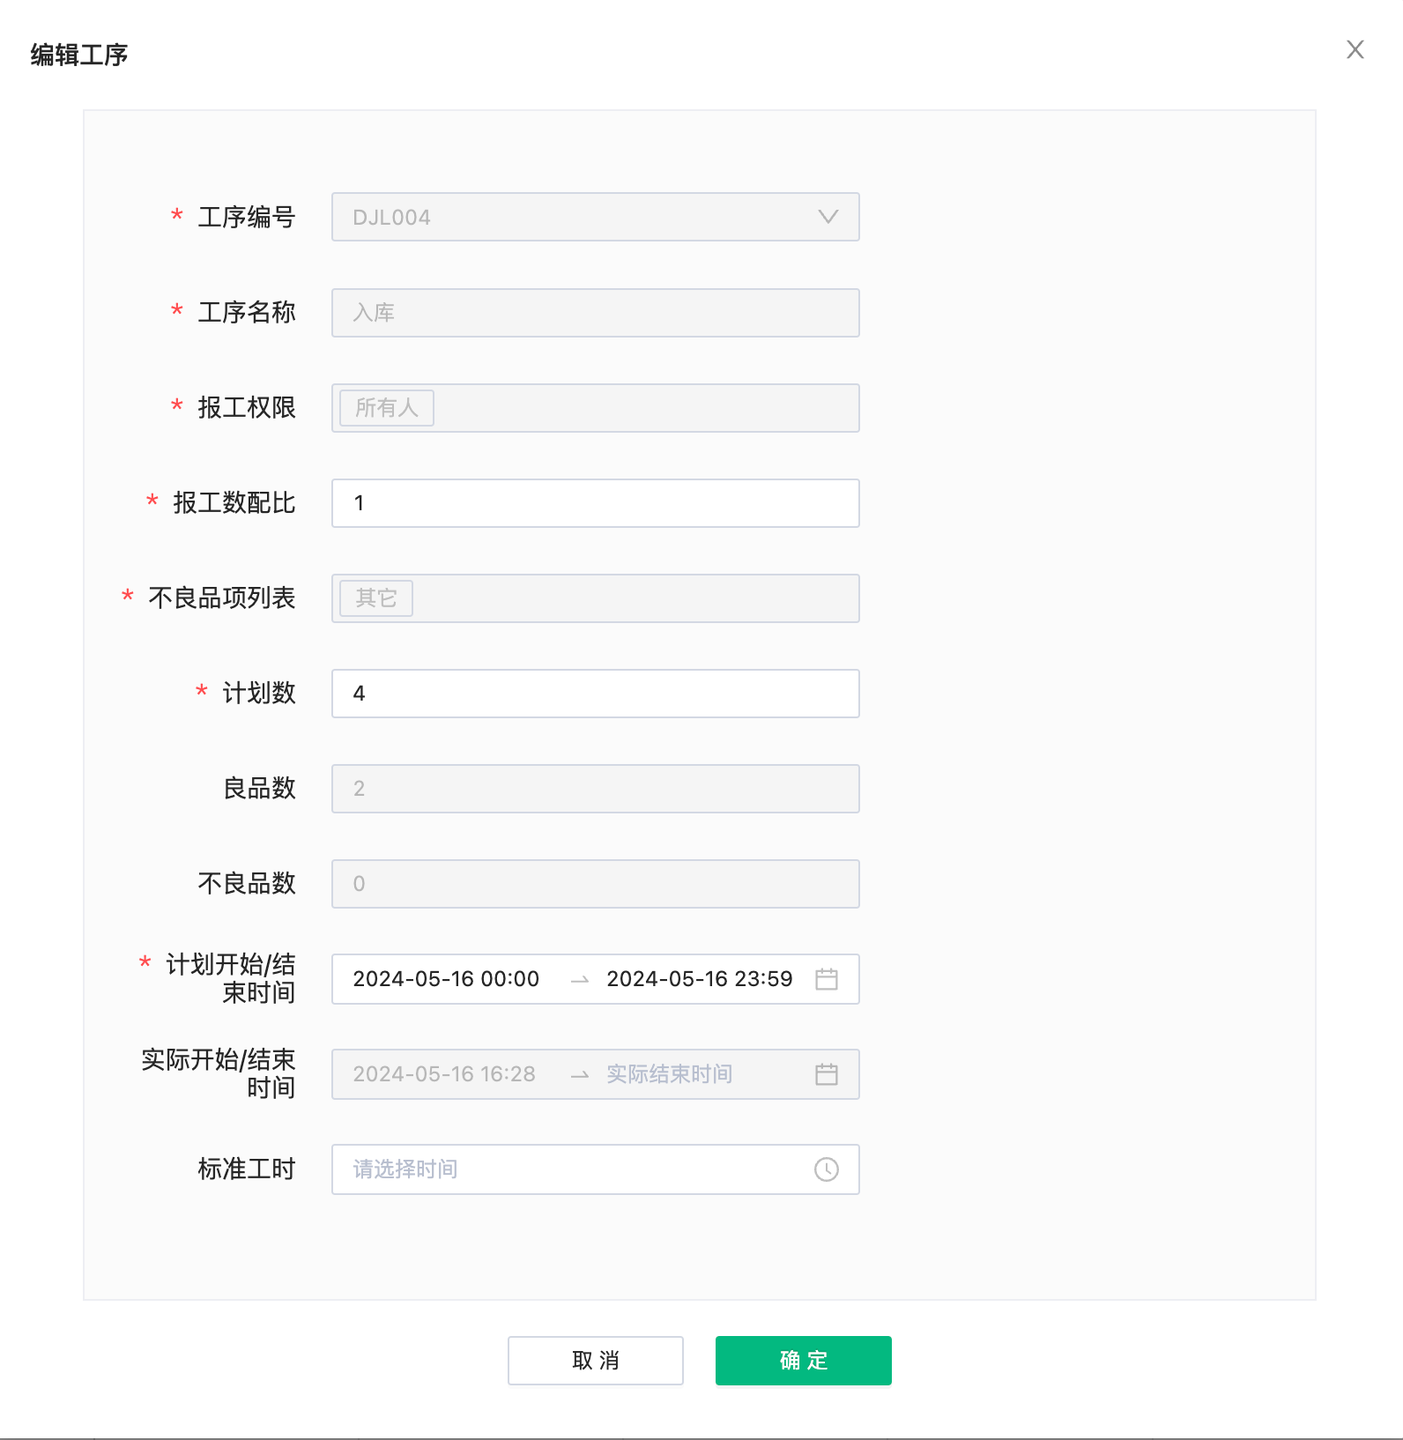 编辑工序
* 工序编号 DJL004
* 工序名称 入库
* 报工权限 所有人
* 报工数配比 1
* 不良品项列表 其它
* 计划数 4
良品数 2
不良品数 0
* 计划开始/结
束时间 2024-05-16 00:00 → 2024-05-16 23:59
实际开始/结束
时间 2024-05-16 16:28 → 实际结束时间
标准工时 请选择时间
取 消 确 定